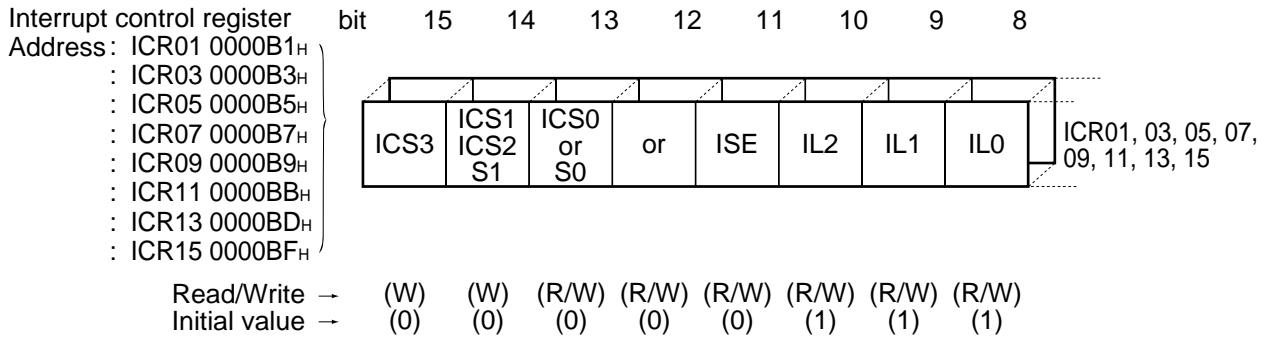 Interrupt control register bit 15 14 13 12 11 10 9 8
Address : ICR01 0000B1H
: ICR03 0000B3H
: ICR05 0000B5H
: ICR07 0000B7H
: ICR09 0000B9H
: ICR11 0000BBH
: ICR13 0000BDH
: ICR15 0000BFH
ICS3
ICS1
ICS2
S1
ICS0
or
S0
or
ISE
IL2
IL1
IL0
ICR01, 03, 05, 07,
09, 11, 13, 15
Read/Write → (W) (W) (R/W) (R/W) (R/W) (R/W) (R/W) (R/W)
Initial value → (0) (0) (0) (0) (0) (1) (1) (1)